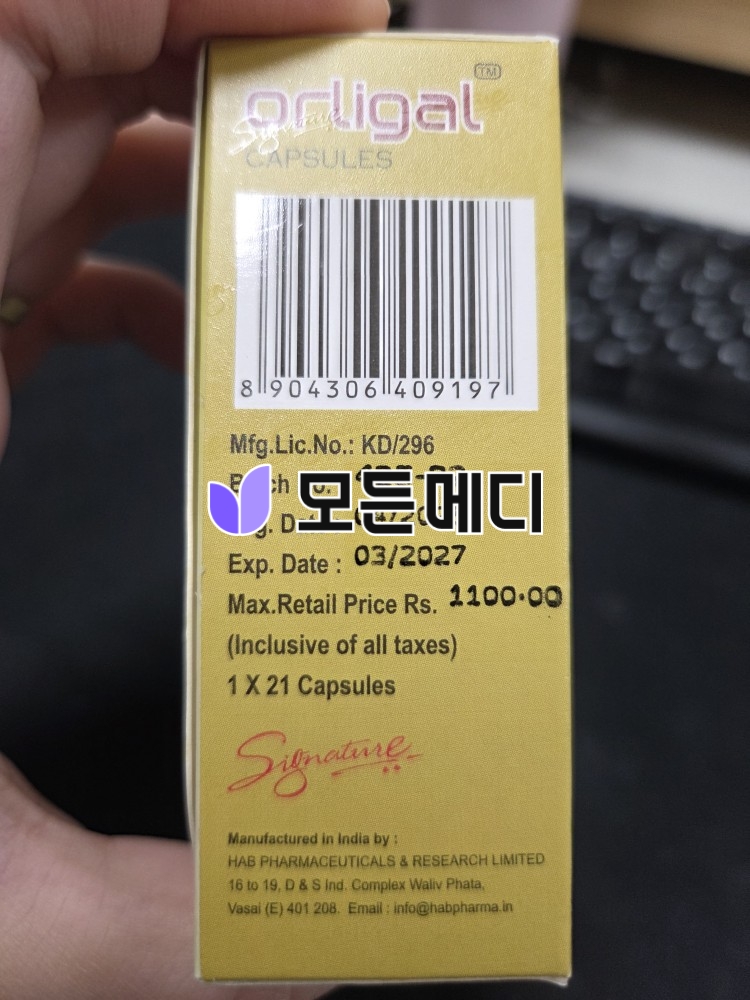 orligal TM
Signature
CAPSULES
8 904306 409197
Mfg.Lic.No.: KD/296
모든메디
Exp. Date : 03/2027
Max.Retail Price Rs. 1100.00
(Inclusive of all taxes)
1 X 21 Capsules
Signature
Manufactured in India by :
HAB PHARMACEUTICALS & RESEARCH LIMITED
16 to 19, D & S Ind. Complex Waliv Phata,
Vasai (E) 401 208. Email : info@habpharma.in